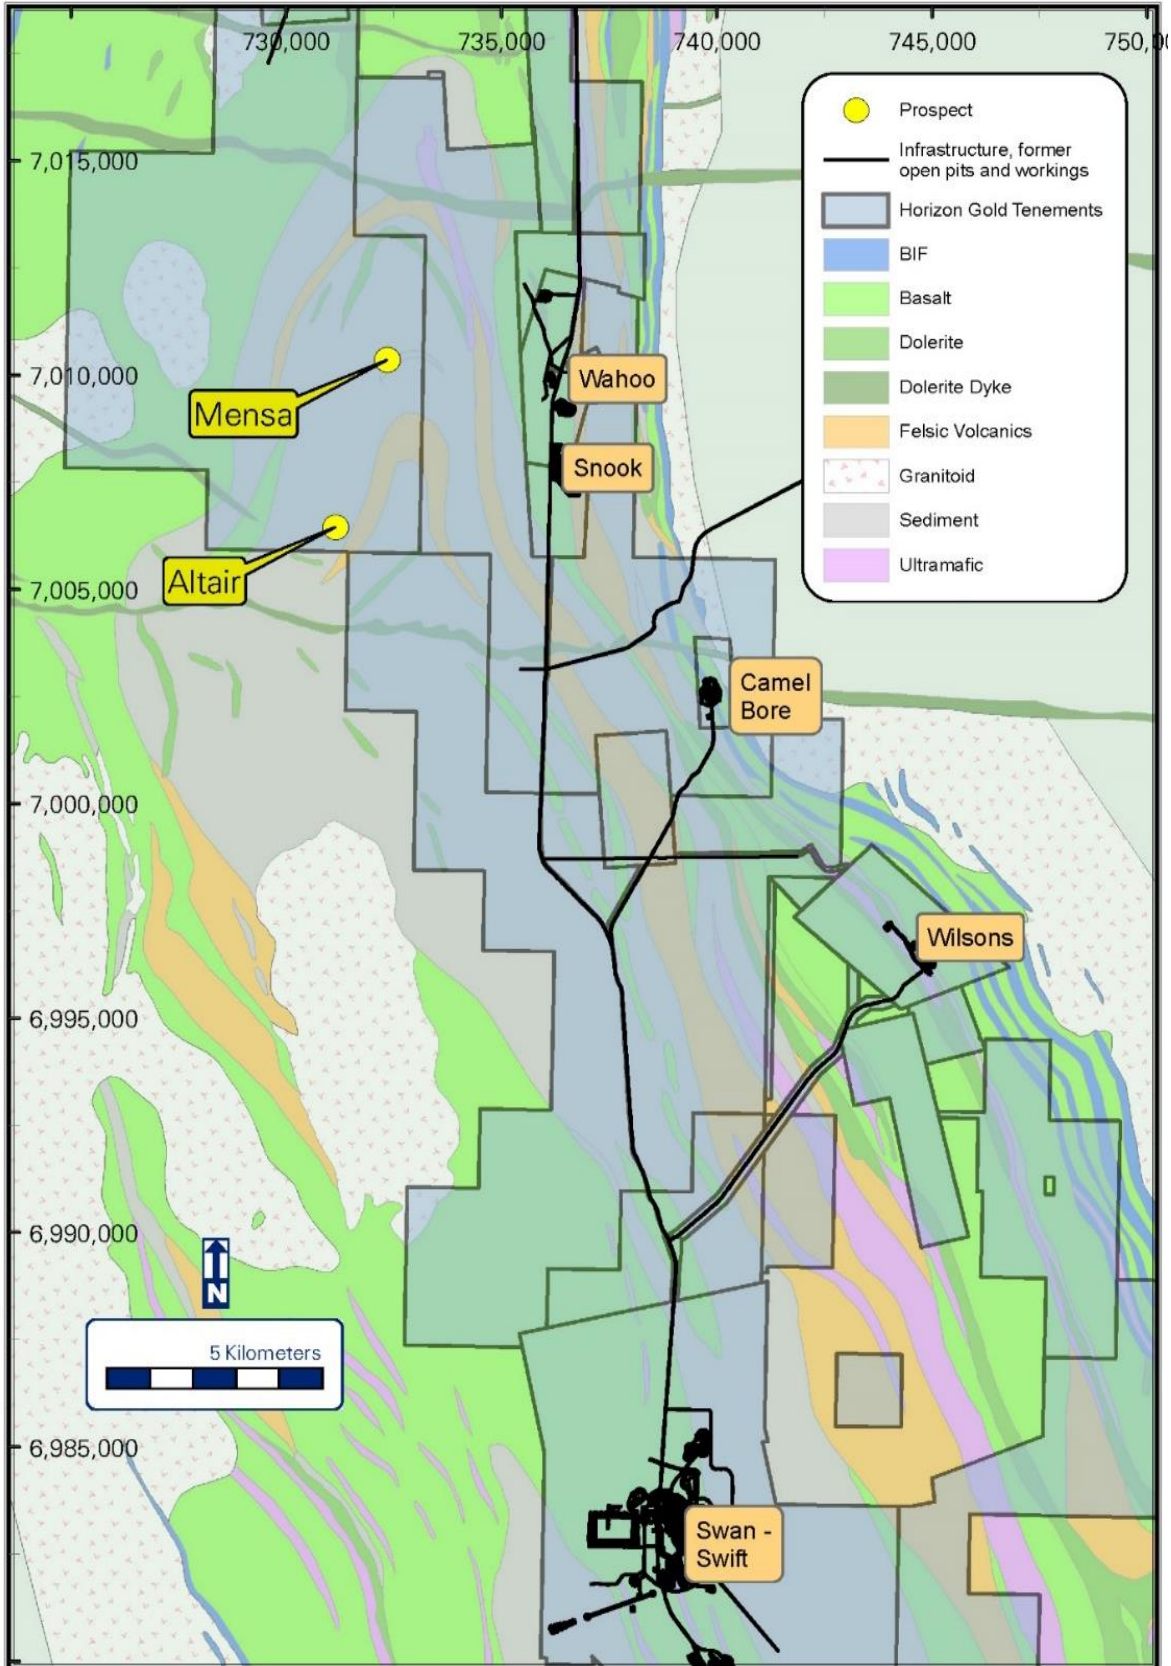 730,000
735,000
740,000
745,000
750,0
Prospect
Infrastructure, former
open pits and workings
Horizon Gold Tenements
BIF
Basalt
Dolerite
Dolerite Dyke
Felsic Volcanics
Granitoid
Sediment
Ultramafic
7,015,000
7,010,000
7,005,000
7,000,000
6,995,000
6,990,000
6,985,000
Mensa
Altair
Wahoo
Snook
Camel
Bore
Wilsons
Swan -
Swift
N
5 Kilometers